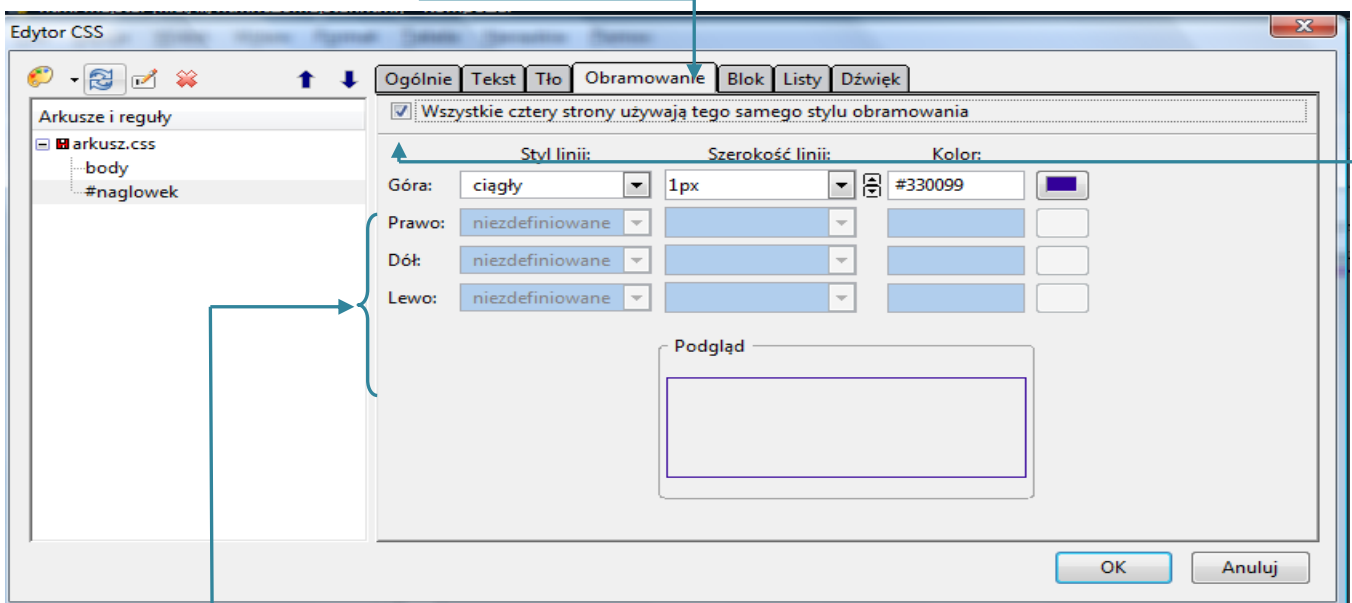 Edytor CSS
Ogólnie Tekst Tło Obramowanie Blok Listy Dźwięk
Arkusze i reguły
arkusz.css
body
#naglowek
Wszystkie cztery strony używają tego samego stylu obramowania
Styl linii: Szerokość linii: Kolor:
Góra: ciągły 1px #330099
Prawo: niezdefiniowane
Dół: niezdefiniowane
Lewo: niezdefiniowane
Podgląd
OK Anuluj